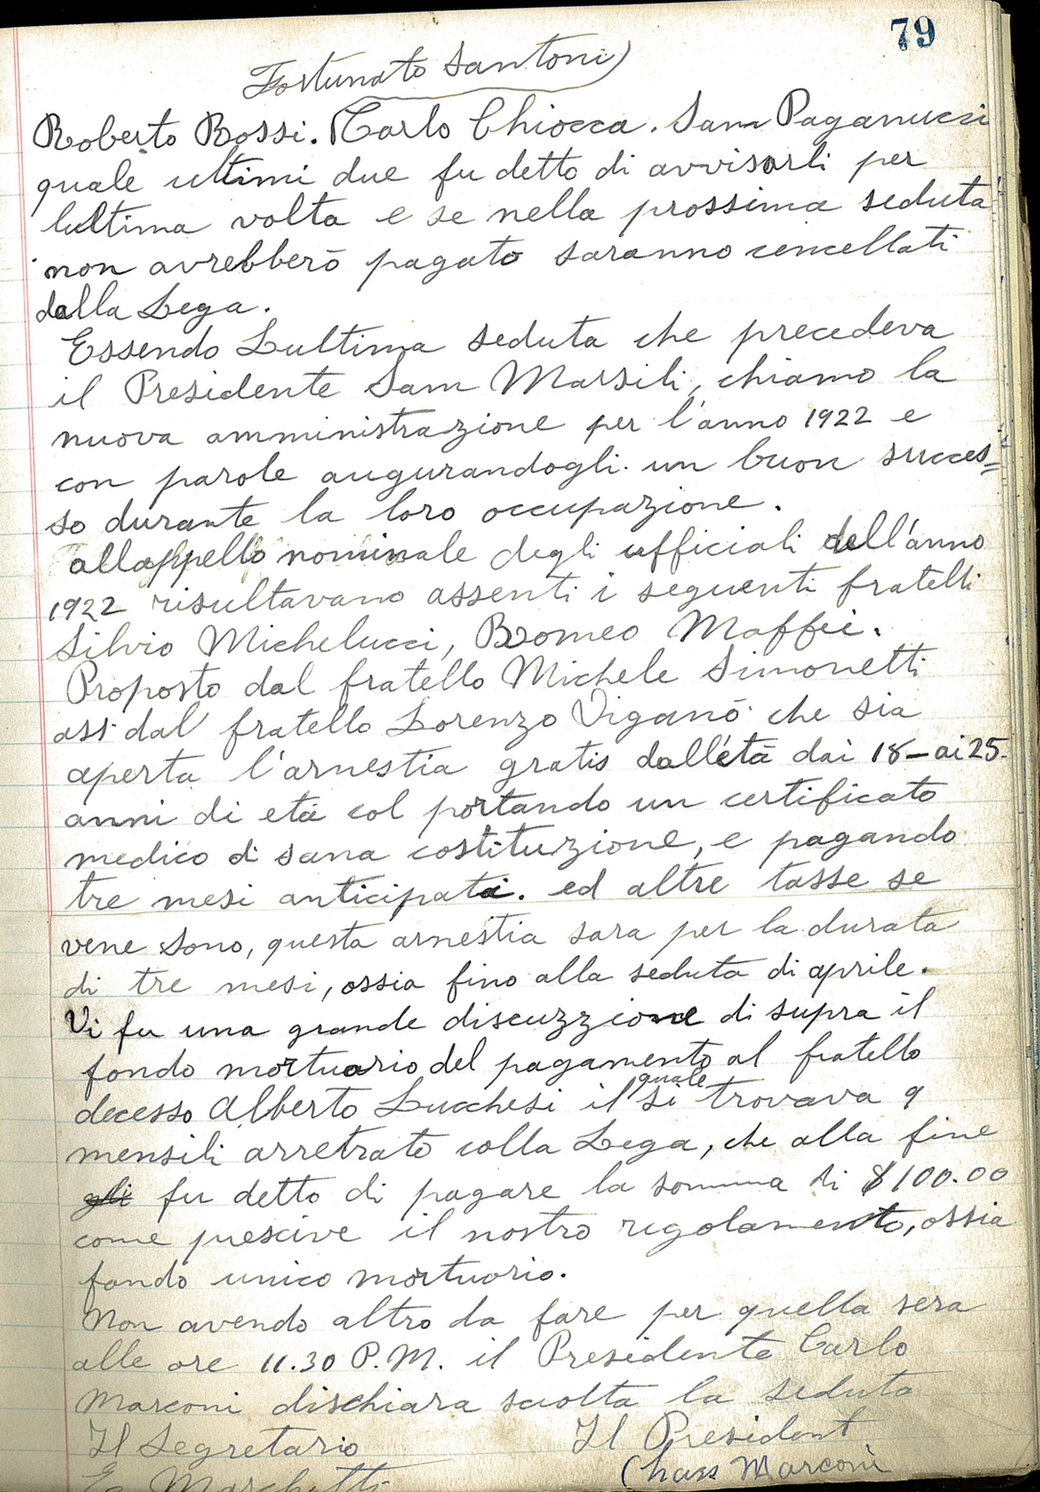 79
Fortunato Santoni)
Roberto Rossi. Carlo Chiocca. Sam Paganucci
quale ultimi due fu detto di avvisarli per
lultima volta e se nella prossima seduta
non avrebberò pagato saranno cencellati
dalla Lega.
Essendo Lultima seduta che precedeva
il Presidente Sam Marsili, chiamo la
nuova amministrazione per l'anno 1922 e
con parole augurandogli un buon succes=
so durante la loro occupazione.
allappello nominale degli ufficiali dell'anno
1922 risultavano assenti i seguenti fratelli
Silvio Michelucci, Romeo Maffei.
Proposto dal fratello Michele Simonetti
ass. dal fratello Lorenzo Viganò che sia
aperta l'arnestia gratis dall'età dai 18-ai 25.
anni di età col portando un certificato
medico di sana costituzione, e pagando
tre mesi anticipati. ed altre tasse se
vene sono, questa arnestia sara per la durata
di tre mesi, ossia fino alla seduta di aprile.
Vi fu una grande discuzzione di supra il
fondo mortuario del pagamento al fratello
decesso Alberto Lucchesi il quale si trovava 9
mensili arretrato colla Lega, che alla fine
gli fu detto di pagare la somma di $100.00
come prescive il nostro regolamento, ossia
fondo unico mortuario.
Non avendo altro da fare per quella sera
alle ore 11.30 P.M. il Presidente Carlo
Marconi dischiara sciolta la seduta
Il Segretario Il President
Marchetti Chass Marconi